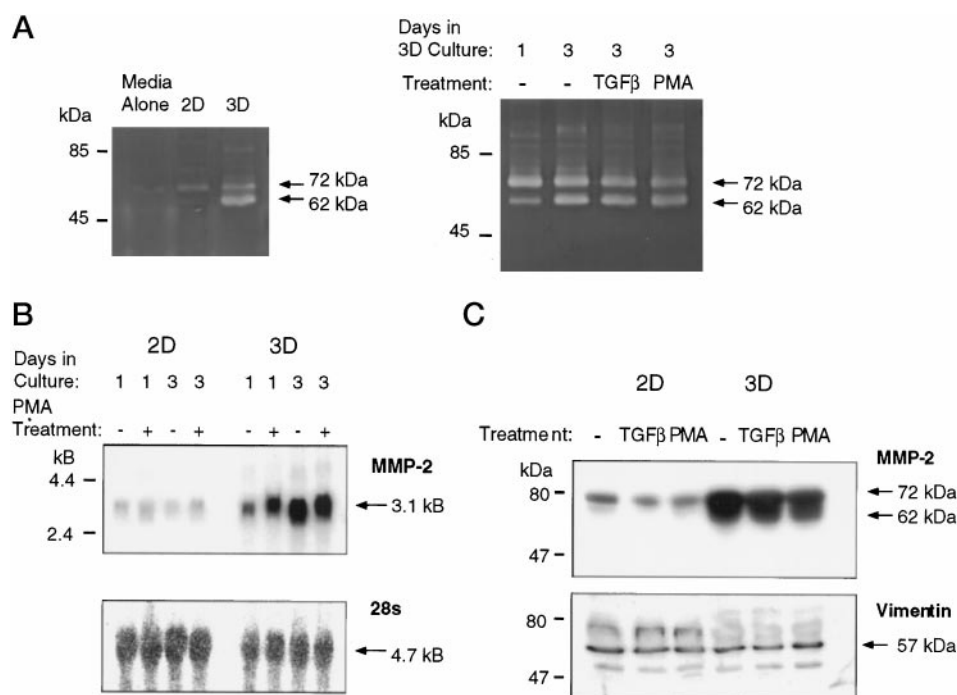 A
Media
Alone 2D 3D
kDa
85
45
72 kDa
62 kDa
Days in
3D Culture: 1 3 3 3
Treatment: - - TGFβ PMA
kDa
85
45
72 kDa
62 kDa
B
2D 3D
Days in
Culture: 1 1 3 3 1 1 3 3
PMA
Treatment: - + - + - + - +
kB
4.4
2.4
MMP-2
3.1 kB
28s
4.7 kB
C
2D 3D
Treatment: - TGFβ PMA - TGFβ PMA
kDa
80
47
MMP-2
72 kDa
62 kDa
80
47
Vimentin
57 kDa